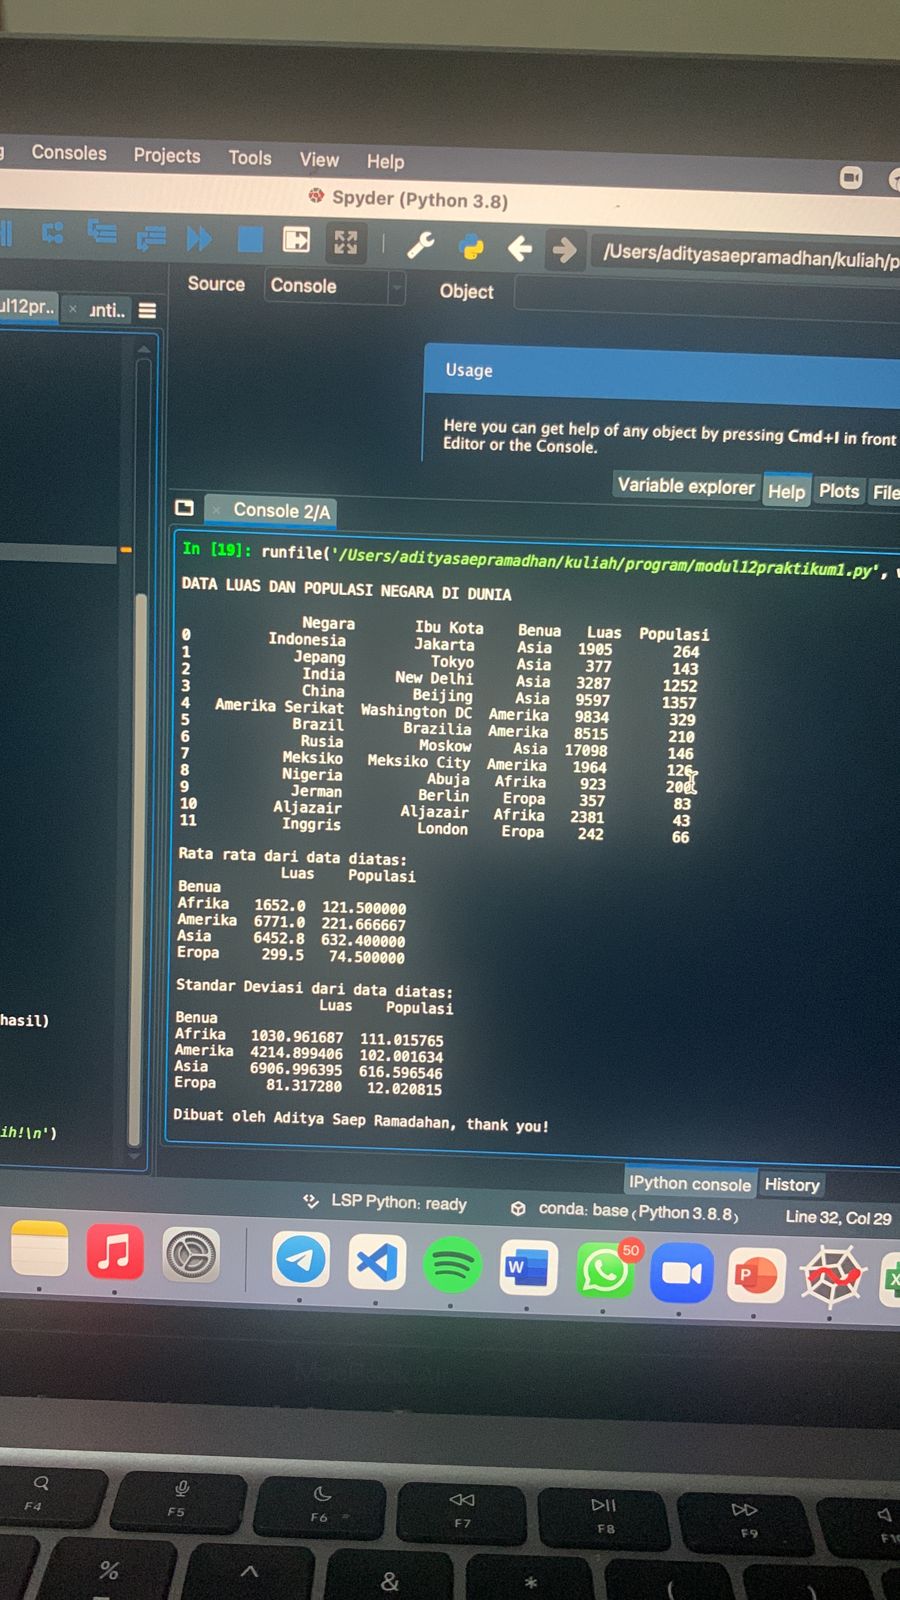 Consoles Projects Tools View Help
Spyder (Python 3.8)
/Users/adityasaepramadhan/kuliah/p
Source Console Object
ul12pr.. × unti..
Usage
Here you can get help of any object by pressing Cmd+I in front
Editor or the Console.
Variable explorer Help Plots File
× Console 2/A
In [19]: runfile('/Users/adityasaepramadhan/kuliah/program/modul12praktikum1.py',
DATA LUAS DAN POPULASI NEGARA DI DUNIA
Negara Ibu Kota Benua Luas Populasi
0 Indonesia Jakarta Asia 1905 264
1 Jepang Tokyo Asia 377 143
2 India New Delhi Asia 3287 1252
3 China Beijing Asia 9597 1357
4 Amerika Serikat Washington DC Amerika 9834 329
5 Brazil Brazilia Amerika 8515 210
6 Rusia Moskow Asia 17098 146
7 Meksiko Meksiko City Amerika 1964 126
8 Nigeria Abuja Afrika 923 200
9 Jerman Berlin Eropa 357 83
10 Aljazair Aljazair Afrika 2381 43
11 Inggris London Eropa 242 66
Rata rata dari data diatas:
Luas Populasi
Benua
Afrika 1652.0 121.500000
Amerika 6771.0 221.666667
Asia 6452.8 632.400000
Eropa 299.5 74.500000
Standar Deviasi dari data diatas:
Luas Populasi
Benua
Afrika 1030.961687 111.015765
Amerika 4214.899406 102.001634
Asia 6906.996395 616.596546
Eropa 81.317280 12.020815
Dibuat oleh Aditya Saep Ramadahan, thank you!
hasil)
ih!\n')
IPython console History
LSP Python: ready conda: base (Python 3.8.8) Line 32, Col 29
W 50 P X
F4 F5 F6 F7 F8 F9
% ^ & * ( )